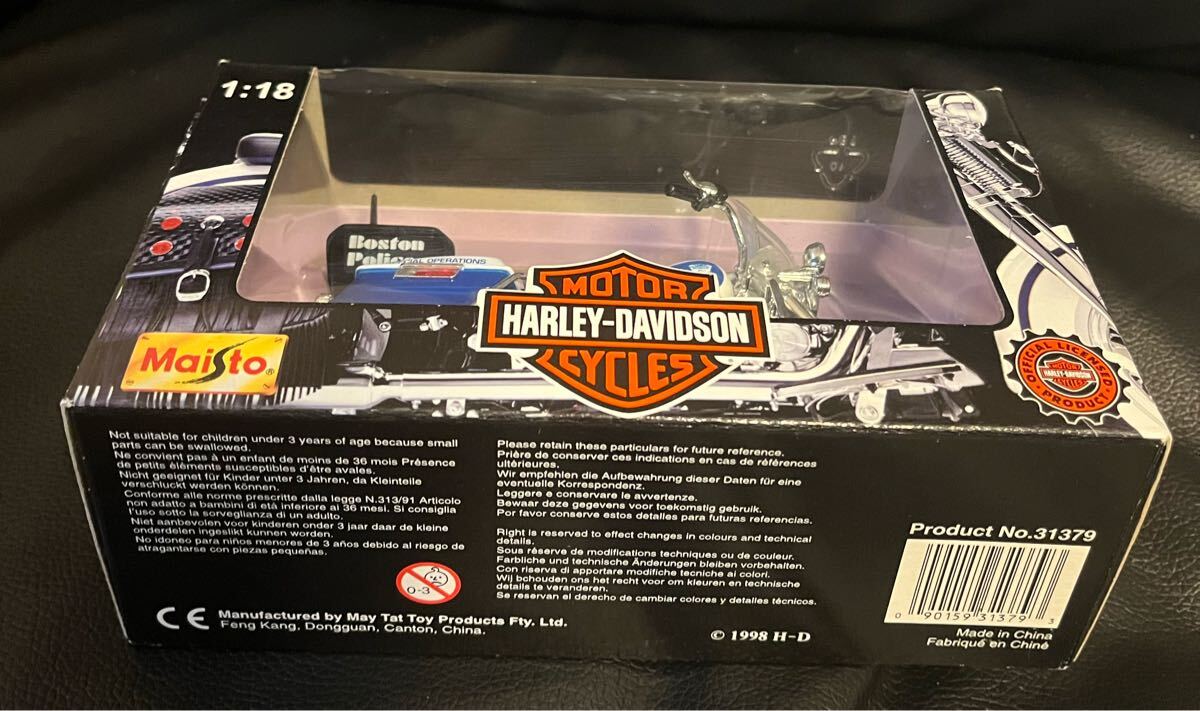 1:18
Boston
Police
IAL OPERATIONS
MOTOR
HARLEY-DAVIDSON
CYCLES
Maisto®
OFFICIAL LICENSED
MOTOR
HARLEY-DAVIDSON
CYCLES
PRODUCT
Not suitable for children under 3 years of age because small
parts can be swallowed.
Ne convient pas à un enfant de moins de 36 mois Présence
de petits éléments susceptibles d'être avales.
Nicht geeignet für Kinder unter 3 Jahren, da Kleinteile
verschluckt werden können.
Conforme alle norme prescritte dalla legge N.313/91 Articolo
non adatto a bambini di età inferiore ai 36 mesi. Si consiglia
l'uso sotto la sorveglianza di un adulto.
Niet aanbevolen voor kinderen onder 3 jaar daar de kleine
onderdelen ingeslikt kunnen worden.
No idoneo para niños menores de 3 años debido al riesgo de
atragantarse con piezas pequeñas.
0-3
CE Manufactured by May Tat Toy Products Fty. Ltd.
Feng Kang, Dongguan, Canton, China.
Please retain these particulars for future reference.
Prière de conserver ces indications en cas de références
ultérieures.
Wir empfehlen die Aufbewahrung dieser Daten für eine
eventuelle Korrespondenz.
Leggere e conservare le avvertenze.
Bewaar deze gegevens voor toekomstig gebruik.
Por favor conserve estos detalles para futuras referencias.
Right is reserved to effect changes in colours and technical
details.
Sous réserve de modifications techniques ou de couleur.
Farbliche und technische Änderungen bleiben vorbehalten.
Con riserva di apportare modifiche tecniche ai colori.
Wij behouden ons het recht voor om kleuren en technische
details te veranderen.
Se reservan el derecho de cambiar colores y detalles técnicos.
© 1998 H-D
Product No.31379
0 90159 31379 3
Made in China
Fabriqué en Chine